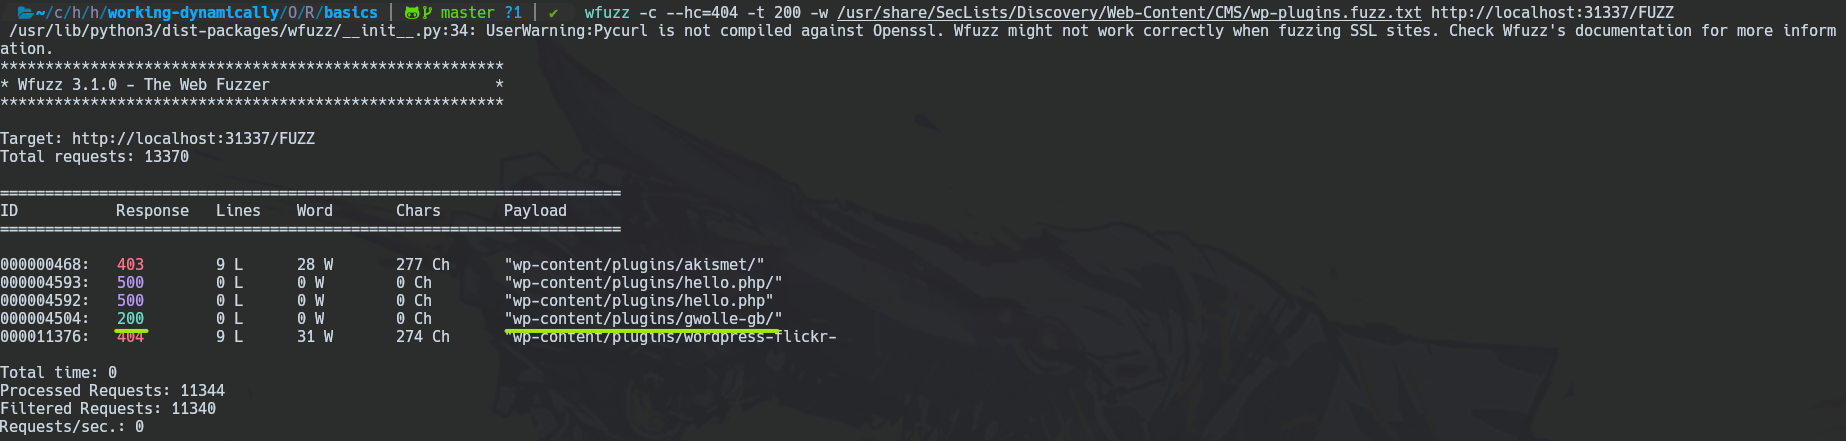 ~/c/h/h/working-dynamIcally/O/R/basics master ?1 ✔ wfuzz -c --hc=404 -t 200 -w /usr/share/SecLists/Discovery/Web-Content/CMS/wp-plugins.fuzz.txt http://localhost:31337/FUZZ
/usr/lib/python3/dist-packages/wfuzz/__init__.py:34: UserWarning:Pycurl is not compiled against Openssl. Wfuzz might not work correctly when fuzzing SSL sites. Check Wfuzz's documentation for more inform
ation.
********************************************************
* Wfuzz 3.1.0 - The Web Fuzzer                         *
********************************************************
Target: http://localhost:31337/FUZZ
Total requests: 13370
=====================================================================
ID           Response   Lines    Word       Chars       Payload
=====================================================================
000000468:   403        9 L      28 W       277 Ch      "wp-content/plugins/akismet/"
000004593:   500        0 L      0 W        0 Ch        "wp-content/plugins/hello.php/"
000004592:   500        0 L      0 W        0 Ch        "wp-content/plugins/hello.php"
000004504:   200        0 L      0 W        0 Ch        "wp-content/plugins/gwolle-gb/"
000011376:   404        9 L      31 W       274 Ch      "wp-content/plugins/wordpress-flickr-
Total time: 0
Processed Requests: 11344
Filtered Requests: 11340
Requests/sec.: 0